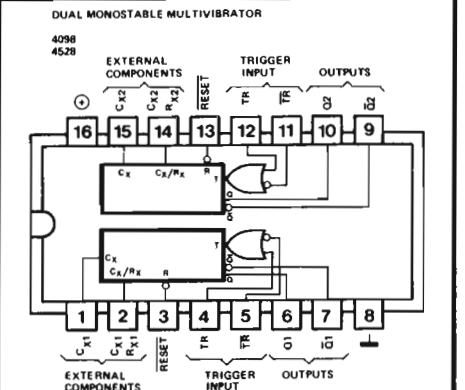 DUAL MONOSTABLE MULTIVIBRATOR
4098
4528
EXTERNAL
COMPONENTS
TRIGGER
INPUT
OUTPUTS
CX2
CX2
RX2
RESET
TR
TR
Q2
Q2
16 15 14 13 12 11 10 9
CX CX/RX R T
Q
Q
T
Q
Q
CX
CX/RX R
1 2 3 4 5 6 7 8
CX1
CX1
RX1
RESET
TR
TR
Q1
Q1
EXTERNAL
COMPONENTS
TRIGGER
INPUT
OUTPUTS